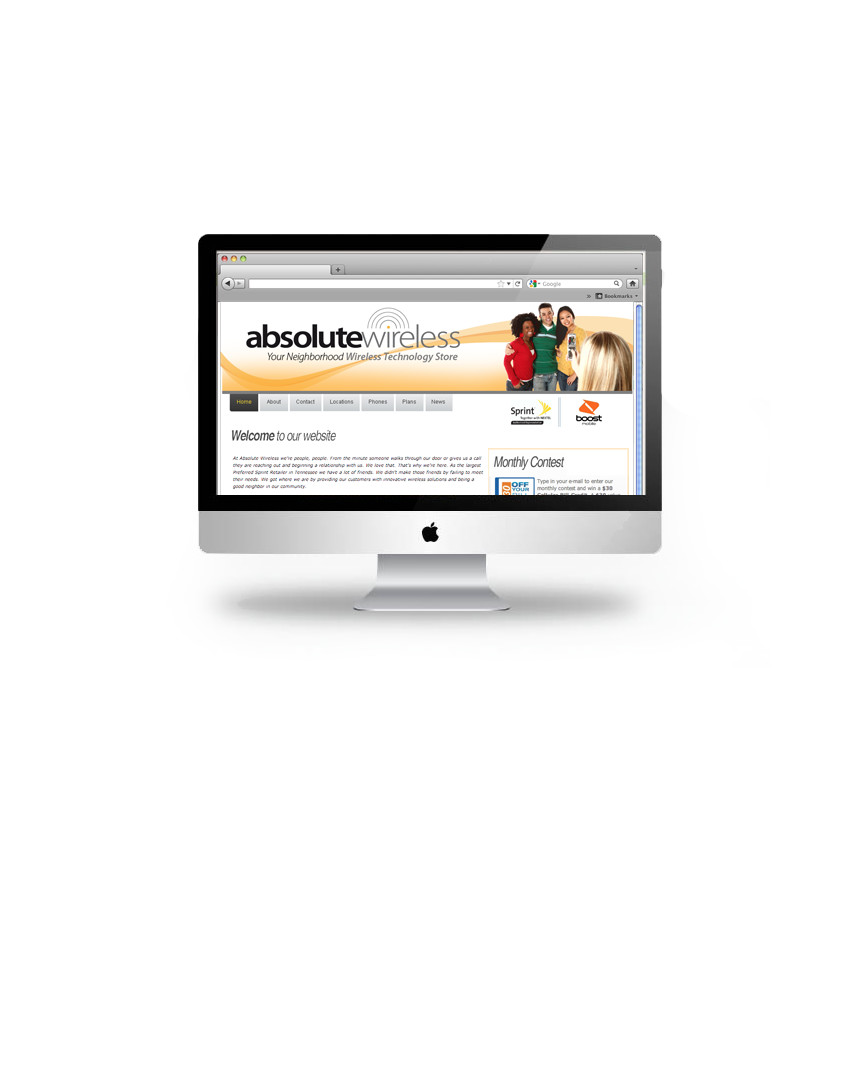 Google
» Bookmarks
absolutewireless
Your Neighborhood Wireless Technology Store
Home About Contact Locations Phones Plans News
Sprint
Together with NEXTEL
boost
mobile
Welcome to our website
At Absolute Wireless we're people, people. From the minute someone walks through our door or gives us a call
they are reaching out and beginning a relationship with us. We love that. That's why we're here. As the largest
Preferred Sprint Retailer in Tennessee we have a lot of friends. We didn't make those friends by failing to meet
their needs. We got where we are by providing our customers with innovative wireless solutions and being a
good neighbor in our community.
Monthly Contest
OFF
YOUR
Type in your e-mail to enter our
monthly contest and win a $30